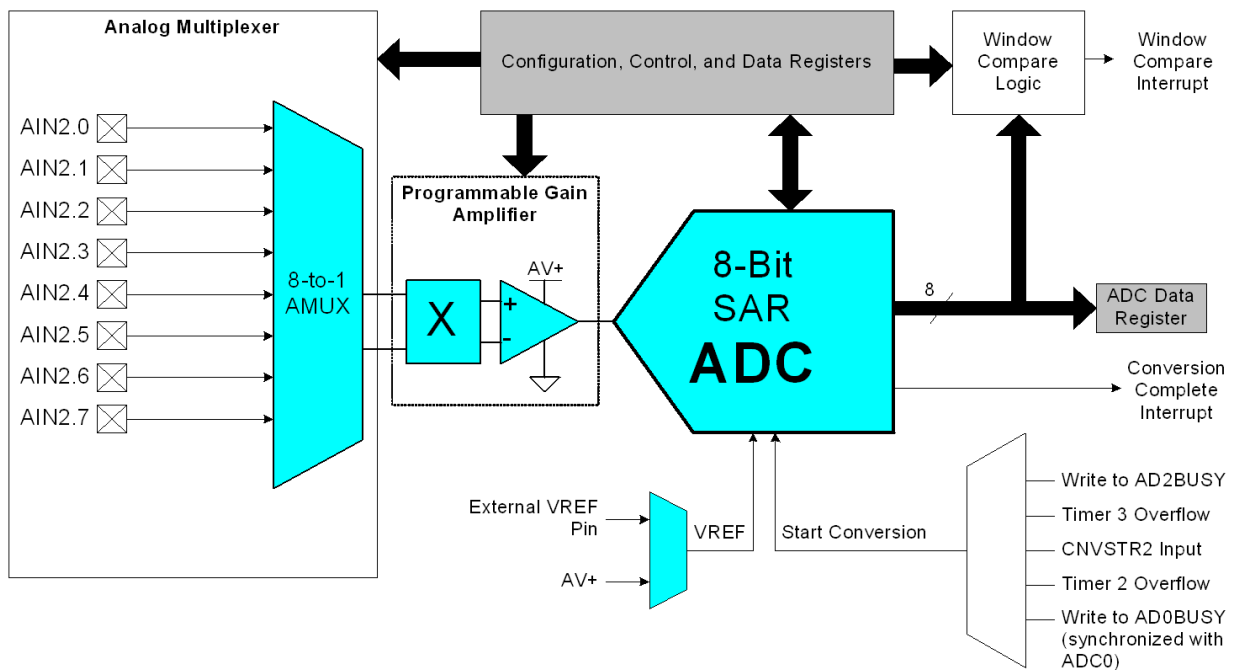 Analog Multiplexer
Configuration, Control, and Data Registers
Window
Compare
Logic
Window
Compare
Interrupt
AIN2.0
AIN2.1
AIN2.2
AIN2.3
AIN2.4
AIN2.5
AIN2.6
AIN2.7
8-to-1
AMUX
Programmable Gain
Amplifier
X
+
-
AV+
8-Bit
SAR
ADC
8
ADC Data
Register
Conversion
Complete
Interrupt
External VREF
Pin
AV+
VREF
Start Conversion
Write to AD2BUSY
Timer 3 Overflow
CNVSTR2 Input
Timer 2 Overflow
Write to AD0BUSY
(synchronized with
ADC0)